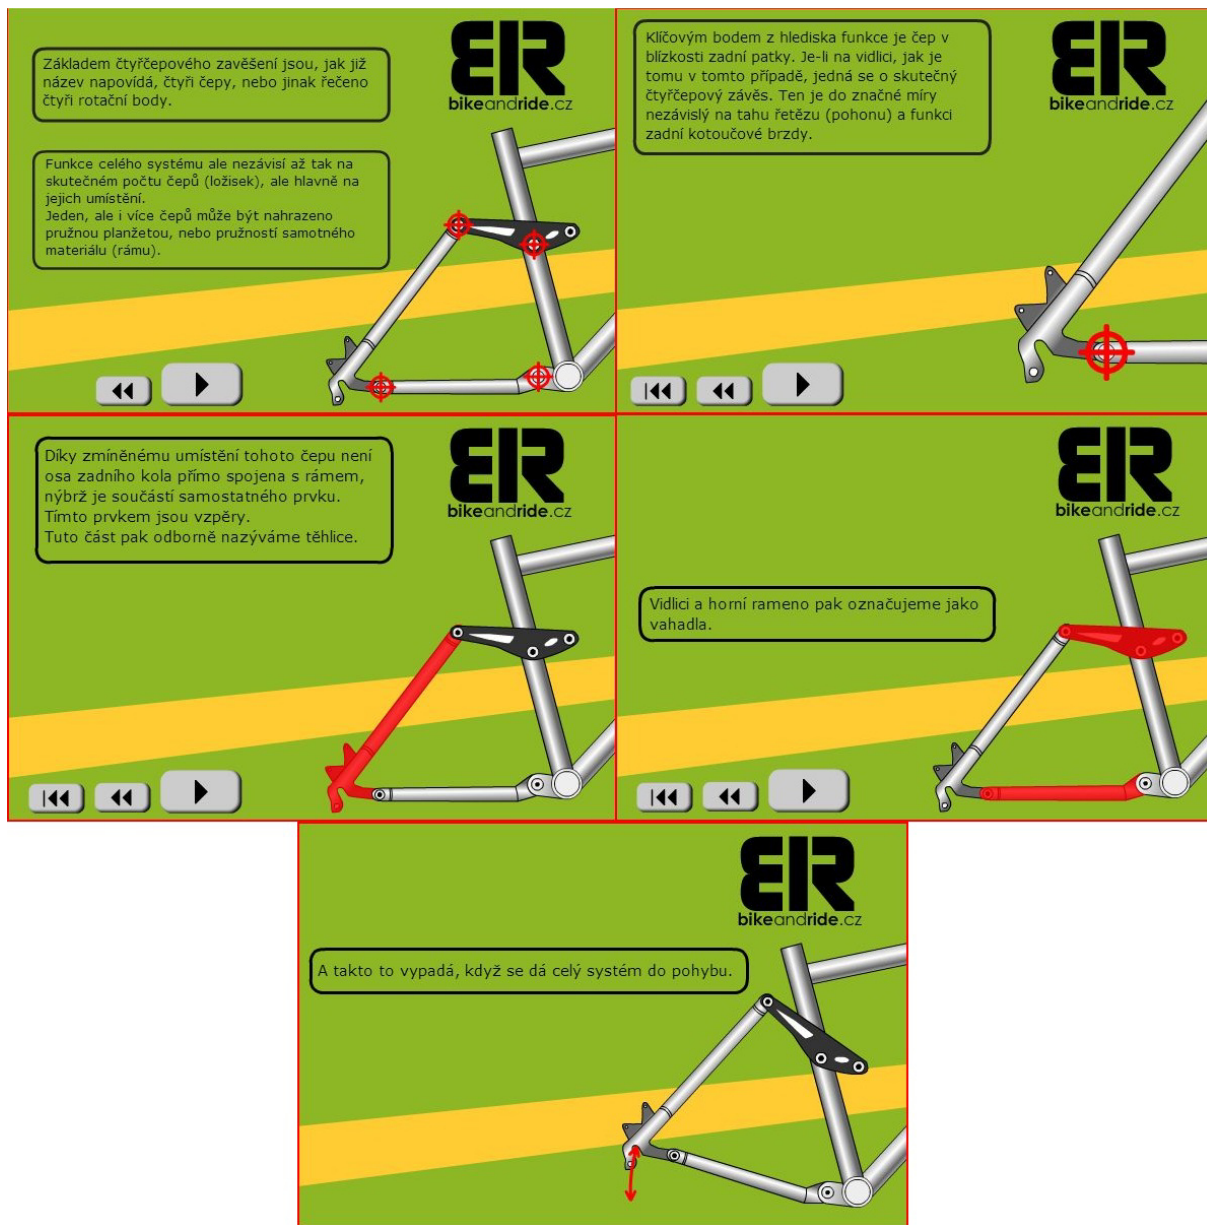 Základem čtyřčepového zavěšení jsou, jak již
název napovídá, čtyři čepy, nebo jinak řečeno
čtyři rotační body.
BR
bikeandride.cz
Funkce celého systému ale nezávisí až tak na
skutečném počtu čepů (ložisek), ale hlavně na
jejich umístění.
Jeden, ale i více čepů může být nahrazeno
pružnou planžetou, nebo pružností samotného
materiálu (rámu).
Klíčovým bodem z hlediska funkce je čep v
blízkosti zadní patky. Je-li na vidlici, jak je
tomu v tomto případě, jedná se o skutečný
čtyřčepový závěs. Ten je do značné míry
nezávislý na tahu řetězu (pohonu) a funkci
zadní kotoučové brzdy.
BR
bikeandride.cz
Díky zmíněnému umístění tohoto čepu není
osa zadního kola přímo spojena s rámem,
nýbrž je součástí samostatného prvku.
Tímto prvkem jsou vzpěry.
Tuto část pak odborně nazýváme těhlice.
BR
bikeandride.cz
BR
bikeandride.cz
Vidlici a horní rameno pak označujeme jako
vahadla.
BR
bikeandride.cz
A takto to vypadá, když se dá celý systém do pohybu.